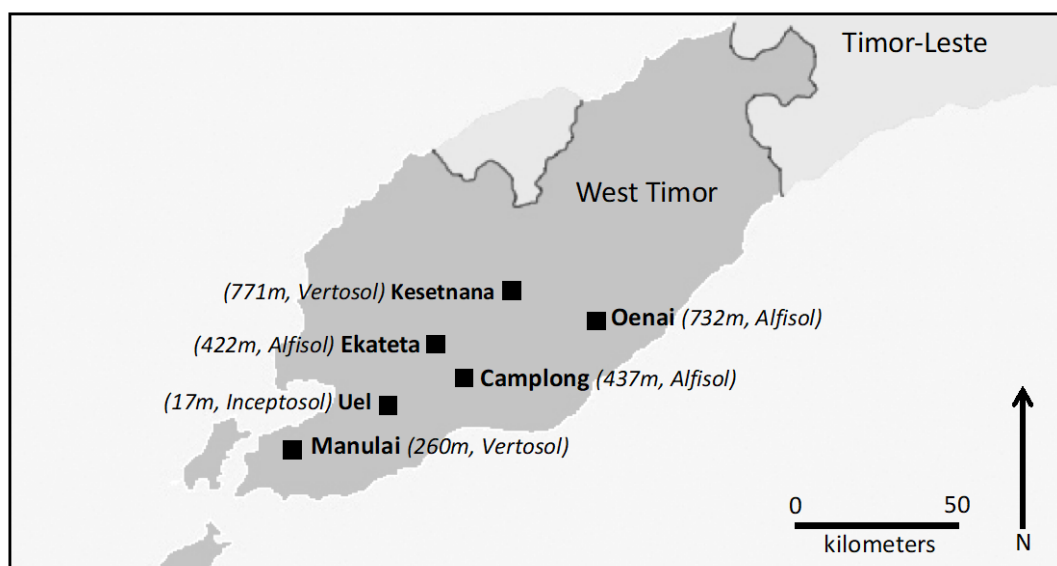 Timor-Leste
West Timor
(771m, Vertosol) Kesetnana
Oenai (732m, Alfisol)
(422m, Alfisol) Ekateta
Camplong (437m, Alfisol)
(17m, Inceptosol) Uel
Manulai (260m, Vertosol)
0 50
kilometers
N